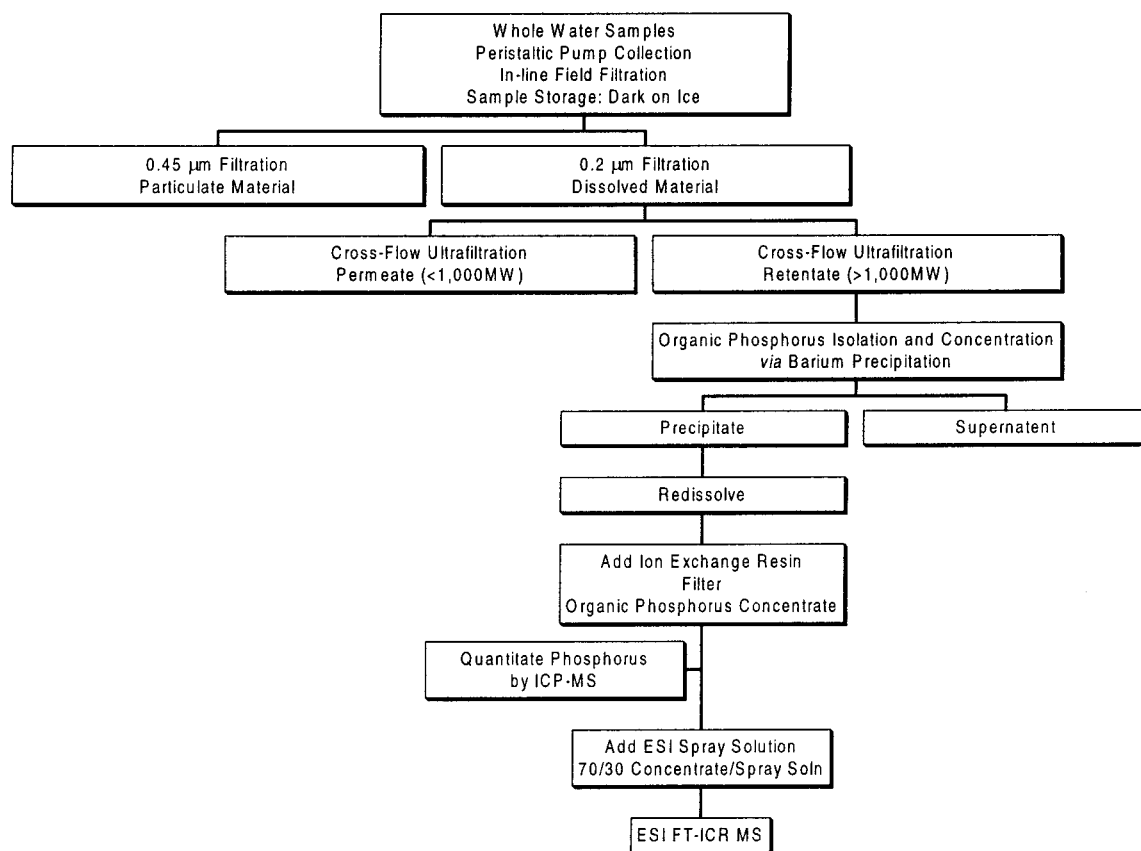 Whole Water Samples
Peristaltic Pump Collection
In-line Field Filtration
Sample Storage: Dark on Ice
0.45 µm Filtration
Particulate Material
0.2 µm Filtration
Dissolved Material
Cross-Flow Ultrafiltration
Permeate (<1,000MW)
Cross-Flow Ultrafiltration
Retentate (>1,000MW)
Organic Phosphorus Isolation and Concentration
via Barium Precipitation
Precipitate
Supernatent
Redissolve
Add Ion Exchange Resin
Filter
Organic Phosphorus Concentrate
Quantitate Phosphorus
by ICP-MS
Add ESI Spray Solution
70/30 Concentrate/Spray Soln
ESI FT-ICR MS